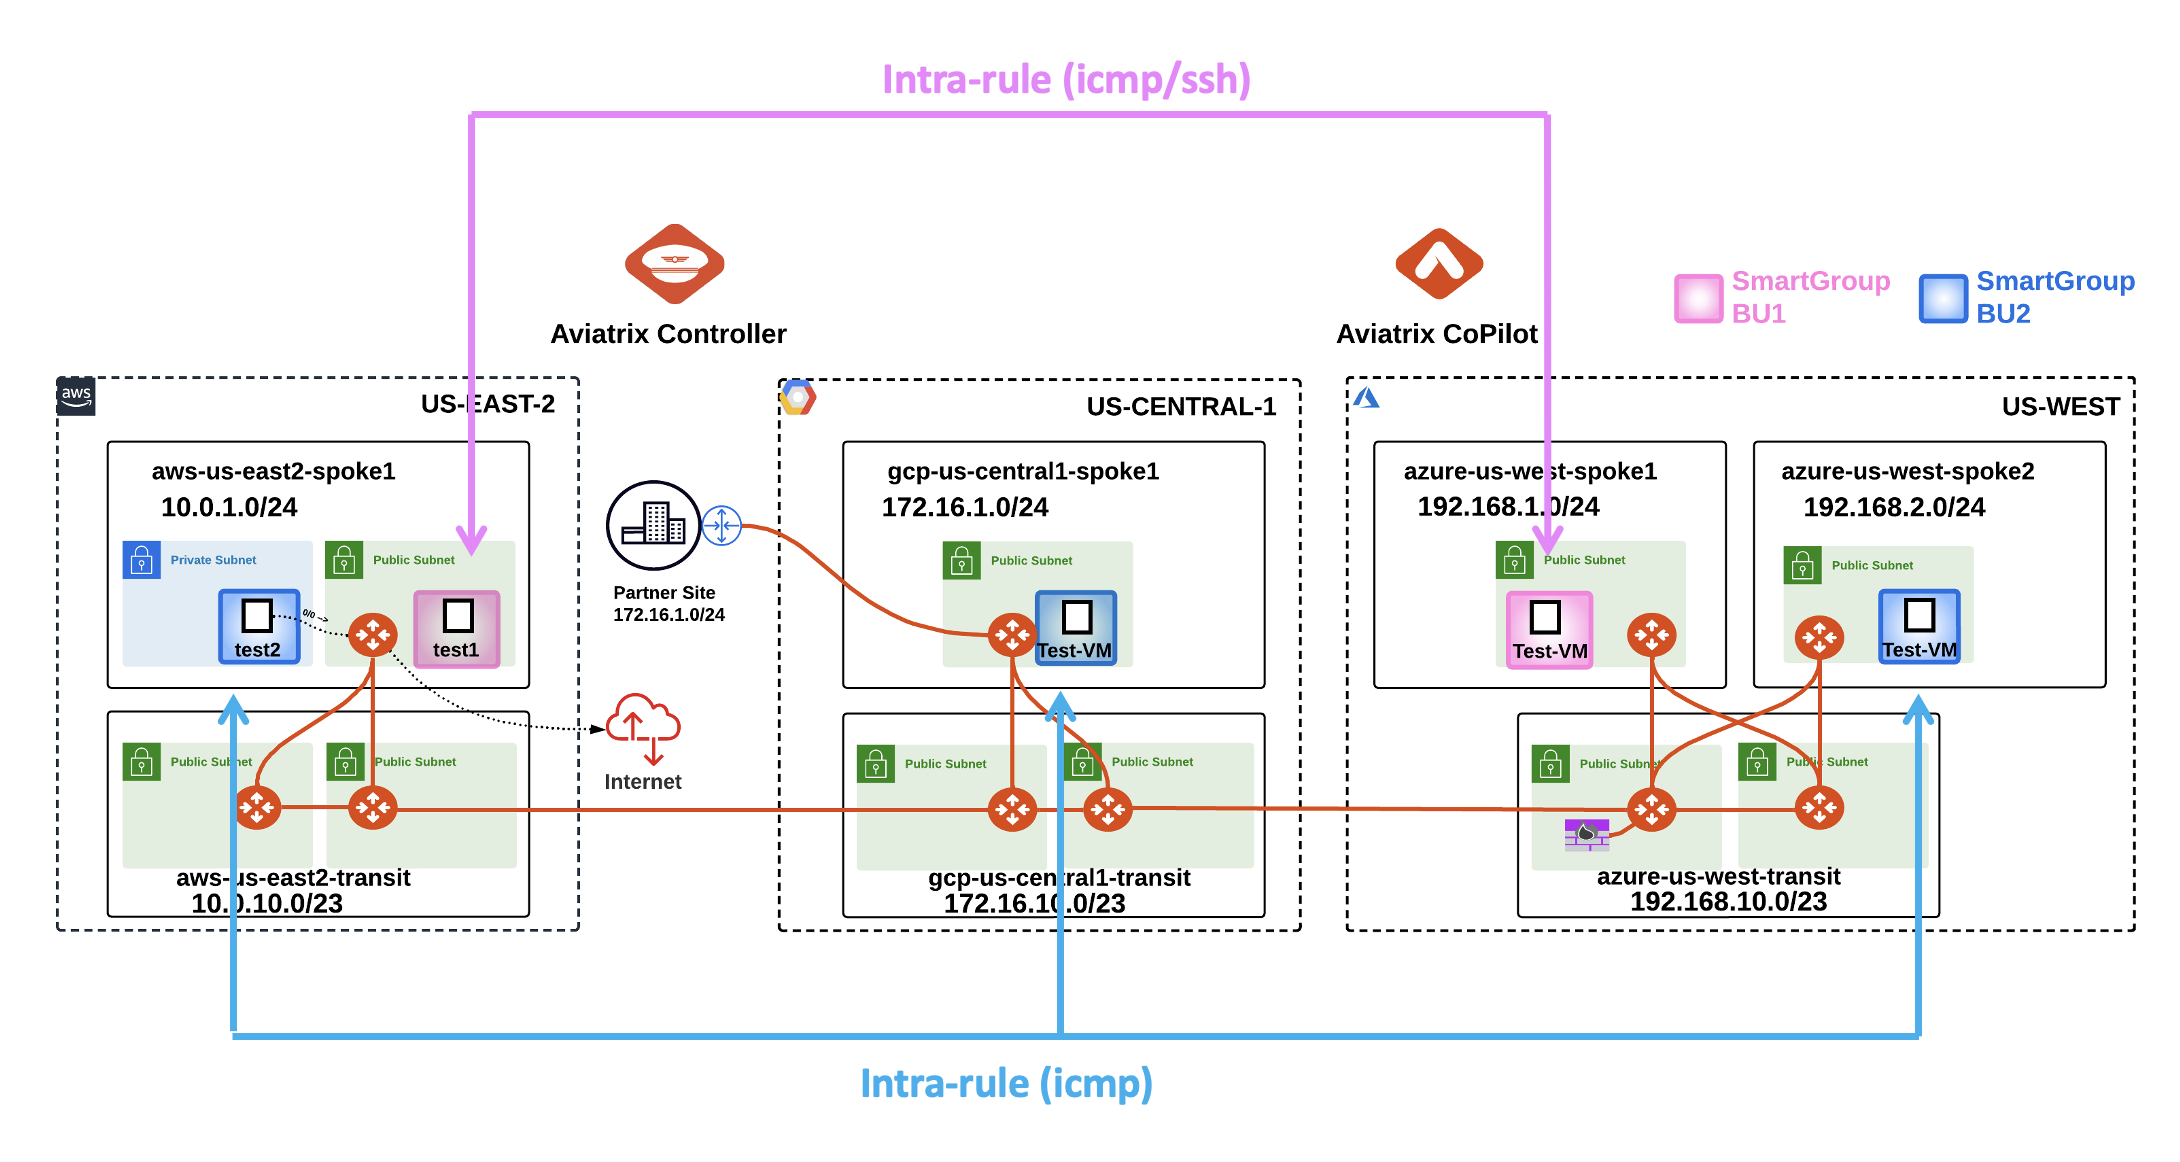 Intra-rule (icmp/ssh)
Aviatrix Controller
Aviatrix CoPilot
SmartGroup
BU1
SmartGroup
BU2
aws
US-EAST-2
aws-us-east2-spoke1
10.0.1.0/24
Private Subnet
Public Subnet
0/0 -->
test2
test1
Public Subnet
Public Subnet
aws-us-east2-transit
10.0.10.0/23
Partner Site
172.16.1.0/24
Internet
US-CENTRAL-1
gcp-us-central1-spoke1
172.16.1.0/24
Public Subnet
Test-VM
Public Subnet
Public Subnet
gcp-us-central1-transit
172.16.10.0/23
US-WEST
azure-us-west-spoke1
192.168.1.0/24
Public Subnet
Test-VM
azure-us-west-spoke2
192.168.2.0/24
Public Subnet
Test-VM
Public Subnet
Public Subnet
azure-us-west-transit
192.168.10.0/23
Intra-rule (icmp)